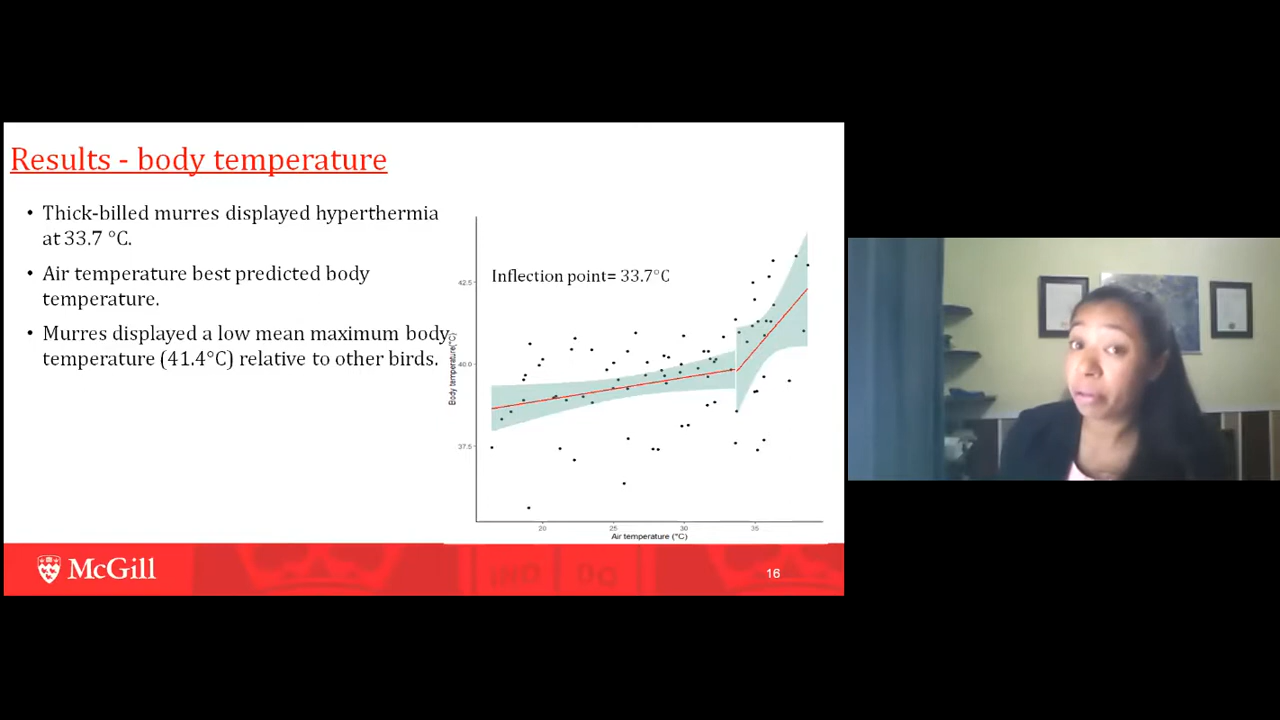 Results - body temperature
• Thick-billed murres displayed hyperthermia
at 33.7 °C.
• Air temperature best predicted body
temperature.
• Murres displayed a low mean maximum body
temperature (41.4°C) relative to other birds.
Inflection point= 33.7°C
42.5
40.0
37.5
Body temperature(°C)
20
25
30
35
Air temperature (°C)
McGill
16